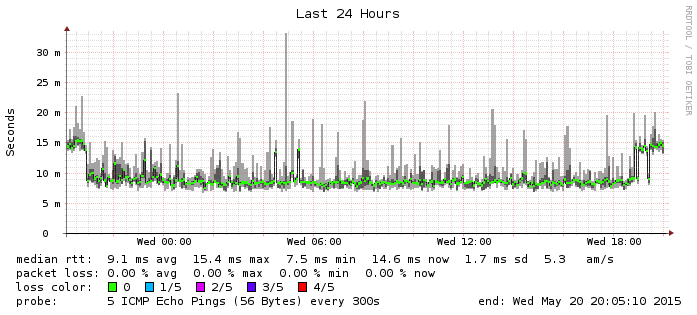 Last 24 Hours
RRDTOOL / TOBI OETIKER
Seconds
30 m
25 m
20 m
15 m
10 m
5 m
0
Wed 00:00 Wed 06:00 Wed 12:00 Wed 18:00
median rtt: 9.1 ms avg 15.4 ms max 7.5 ms min 14.6 ms now 1.7 ms sd 5.3 am/s
packet loss: 0.00 % avg 0.00 % max 0.00 % min 0.00 % now
loss color: 0 1/5 2/5 3/5 4/5
probe: 5 ICMP Echo Pings (56 Bytes) every 300s end: Wed May 20 20:05:10 2015